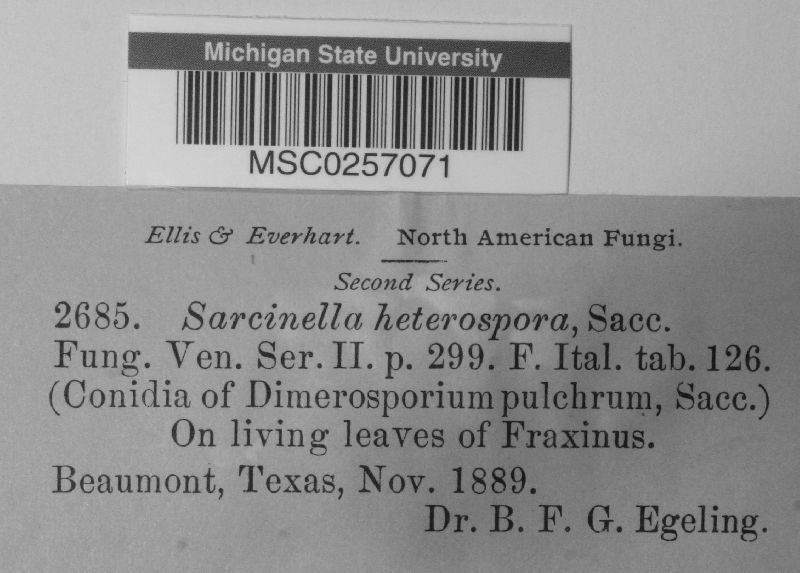 Michigan State University
MSC0257071
Ellis & Everhart. North American Fungi.
Second Series.
2685. Sarcinella heterospora, Sacc.
Fung. Ven. Ser. II. p. 299. F. Ital. tab. 126.
(Conidia of Dimerosporium pulchrum, Sacc.)
On living leaves of Fraxinus.
Beaumont, Texas, Nov. 1889.
Dr. B. F. G. Egeling.